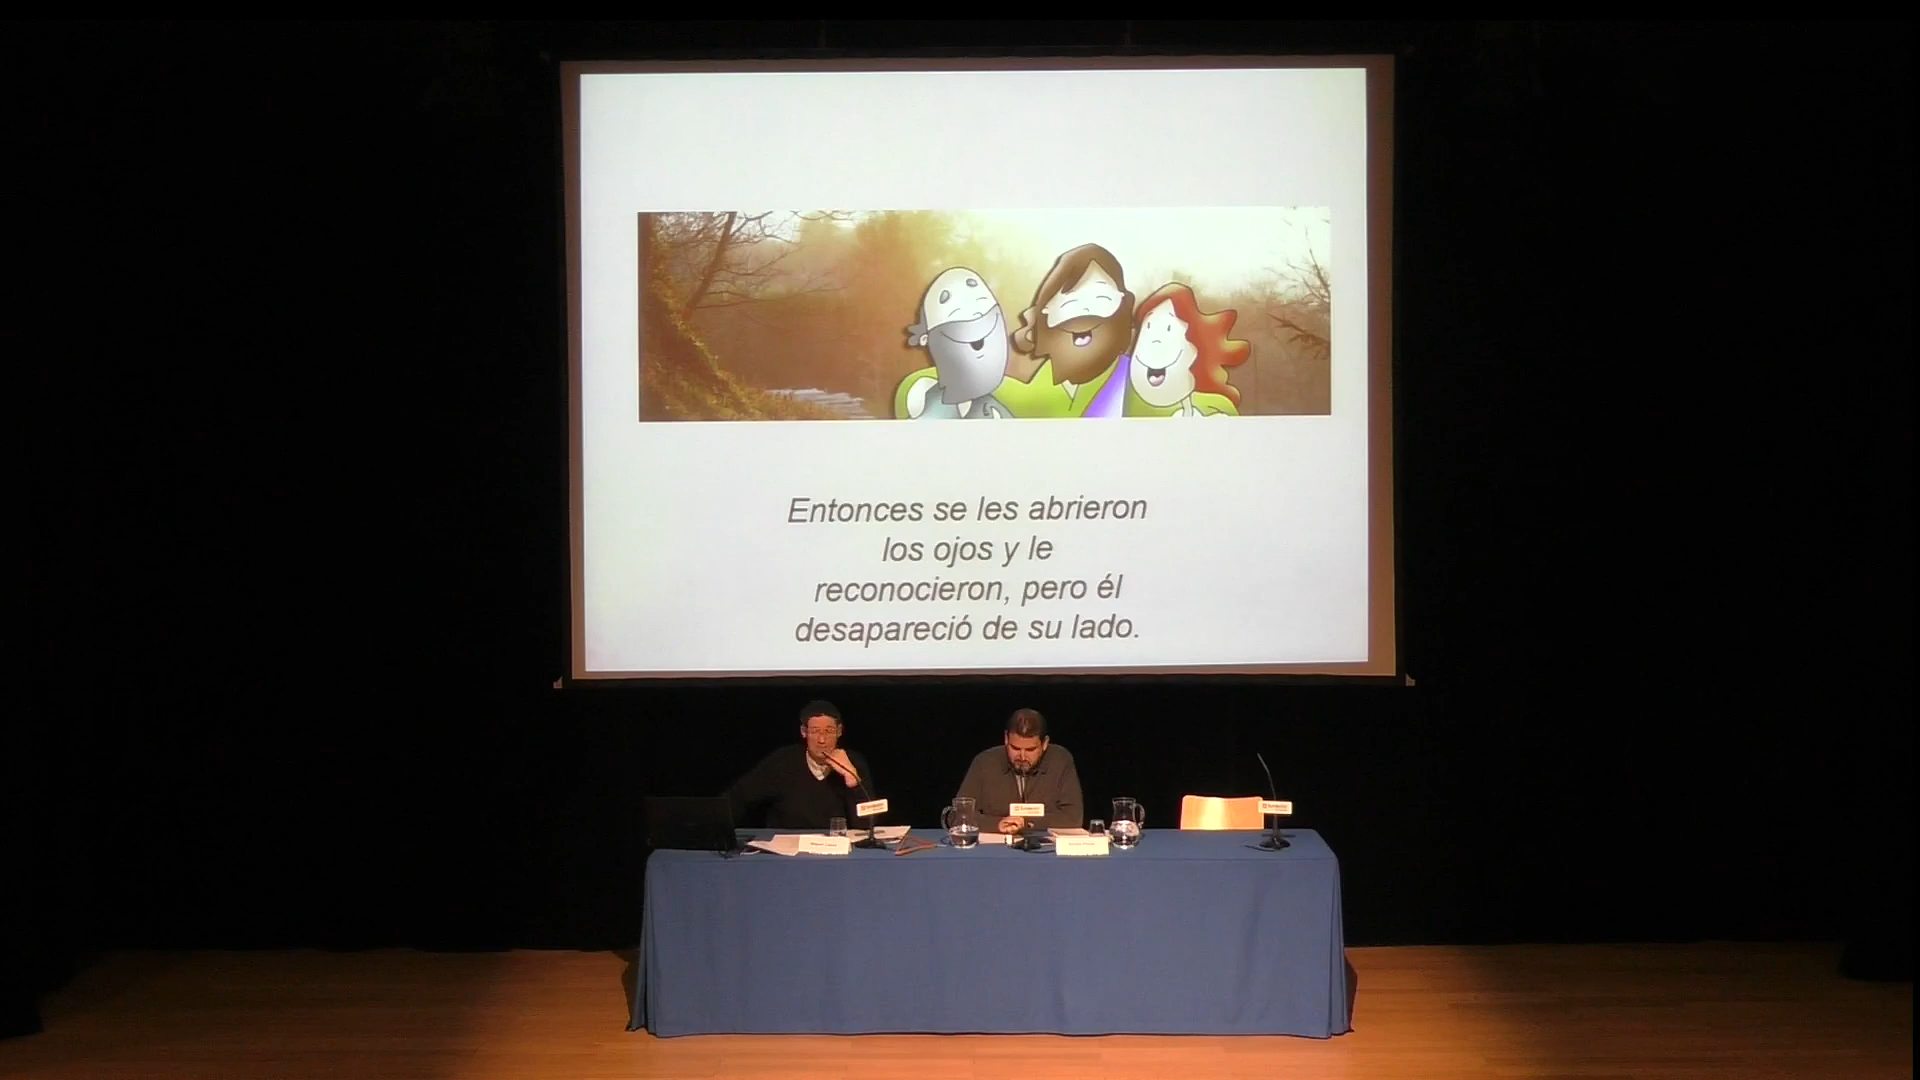 Entonces se les abrieron
los ojos y le
reconocieron, pero él
desapareció de su lado.